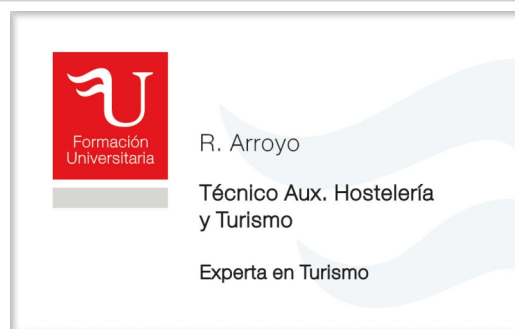 U
Formación
Universitaria
R. Arroyo
Técnico Aux. Hostelería
y Turismo
Experta en Turismo